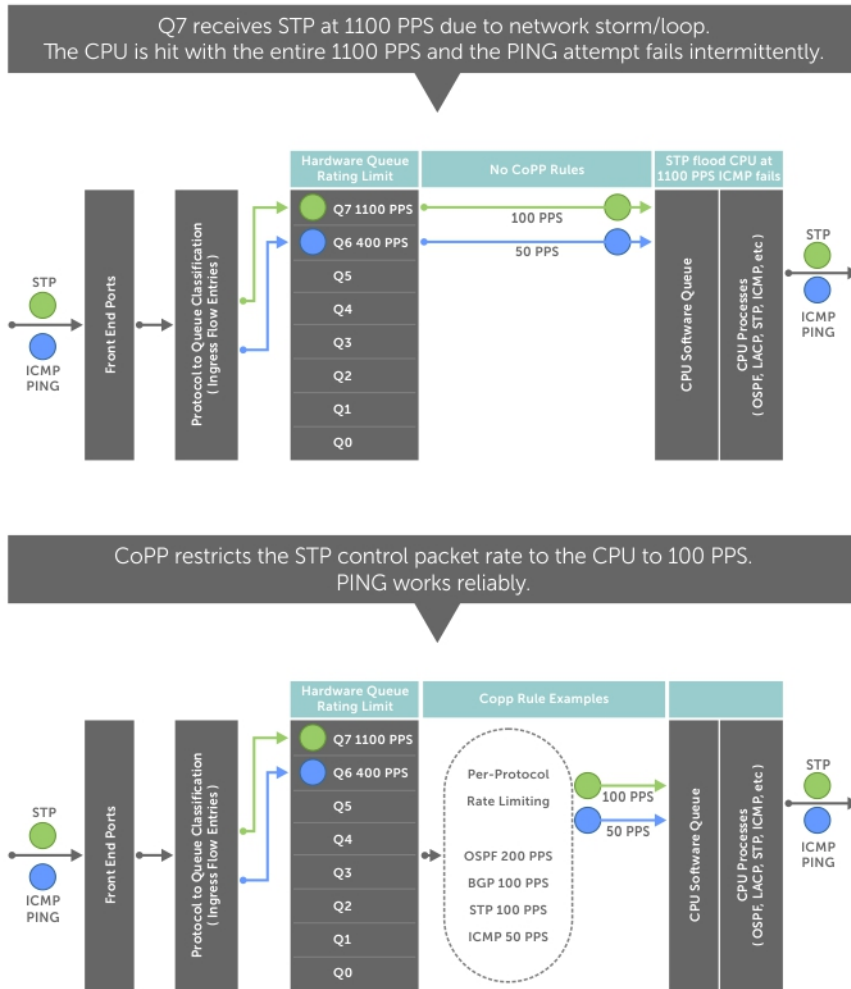 Q7 receives STP at 1100 PPS due to network storm/loop.
The CPU is hit with the entire 1100 PPS and the PING attempt fails intermittently.
Hardware Queue
Rating Limit
No CoPP Rules
STP flood CPU at
1100 PPS ICMP fails
STP
ICMP
PING
Front End Ports
Protocol to Queue Classification
( Ingress Flow Entries )
Q7 1100 PPS
Q6 400 PPS
Q5
Q4
Q3
Q2
Q1
Q0
100 PPS
50 PPS
CPU Software Queue
CPU Processes
( OSPF, LACP, STP, ICMP, etc )
STP
ICMP
PING
CoPP restricts the STP control packet rate to the CPU to 100 PPS.
PING works reliably.
Hardware Queue
Rating Limit
Copp Rule Examples
STP
ICMP
PING
Front End Ports
Protocol to Queue Classification
( Ingress Flow Entries )
Q7 1100 PPS
Q6 400 PPS
Q5
Q4
Q3
Q2
Q1
Q0
Per-Protocol
Rate Limiting
OSPF 200 PPS
BGP 100 PPS
STP 100 PPS
ICMP 50 PPS
100 PPS
50 PPS
CPU Software Queue
CPU Processes
( OSPF, LACP, STP, ICMP, etc )
STP
ICMP
PING